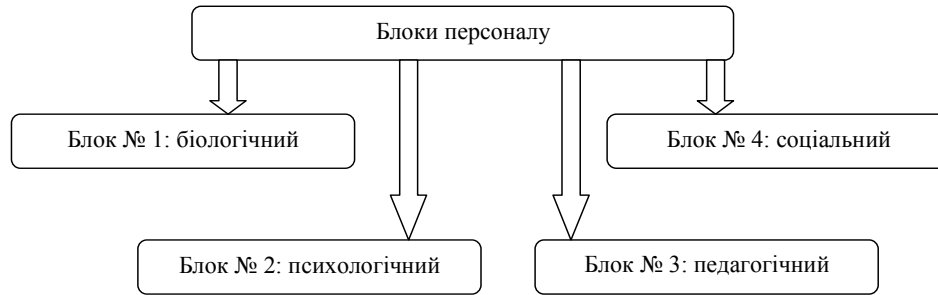 Блоки персоналу
Блок № 1: біологічний
Блок № 4: соціальний
Блок № 2: психологічний
Блок № 3: педагогічний